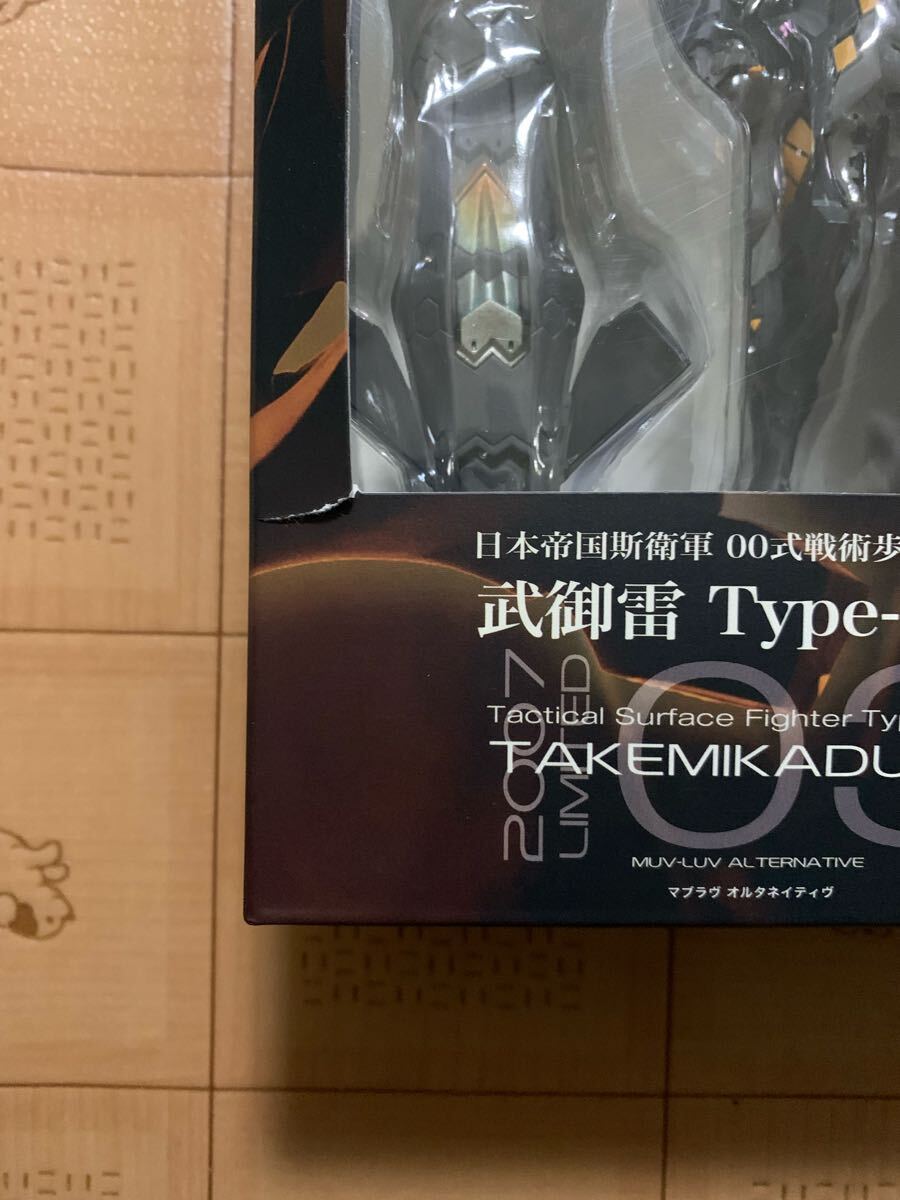 日本帝国斯衛軍 00式戦術歩
武御雷 Type-
2007
LIMITED
Tactical Surface Fighter Typ
TAKEMIKADU
MUV-LUV ALTERNATIVE
マブラヴ オルタネイティヴ